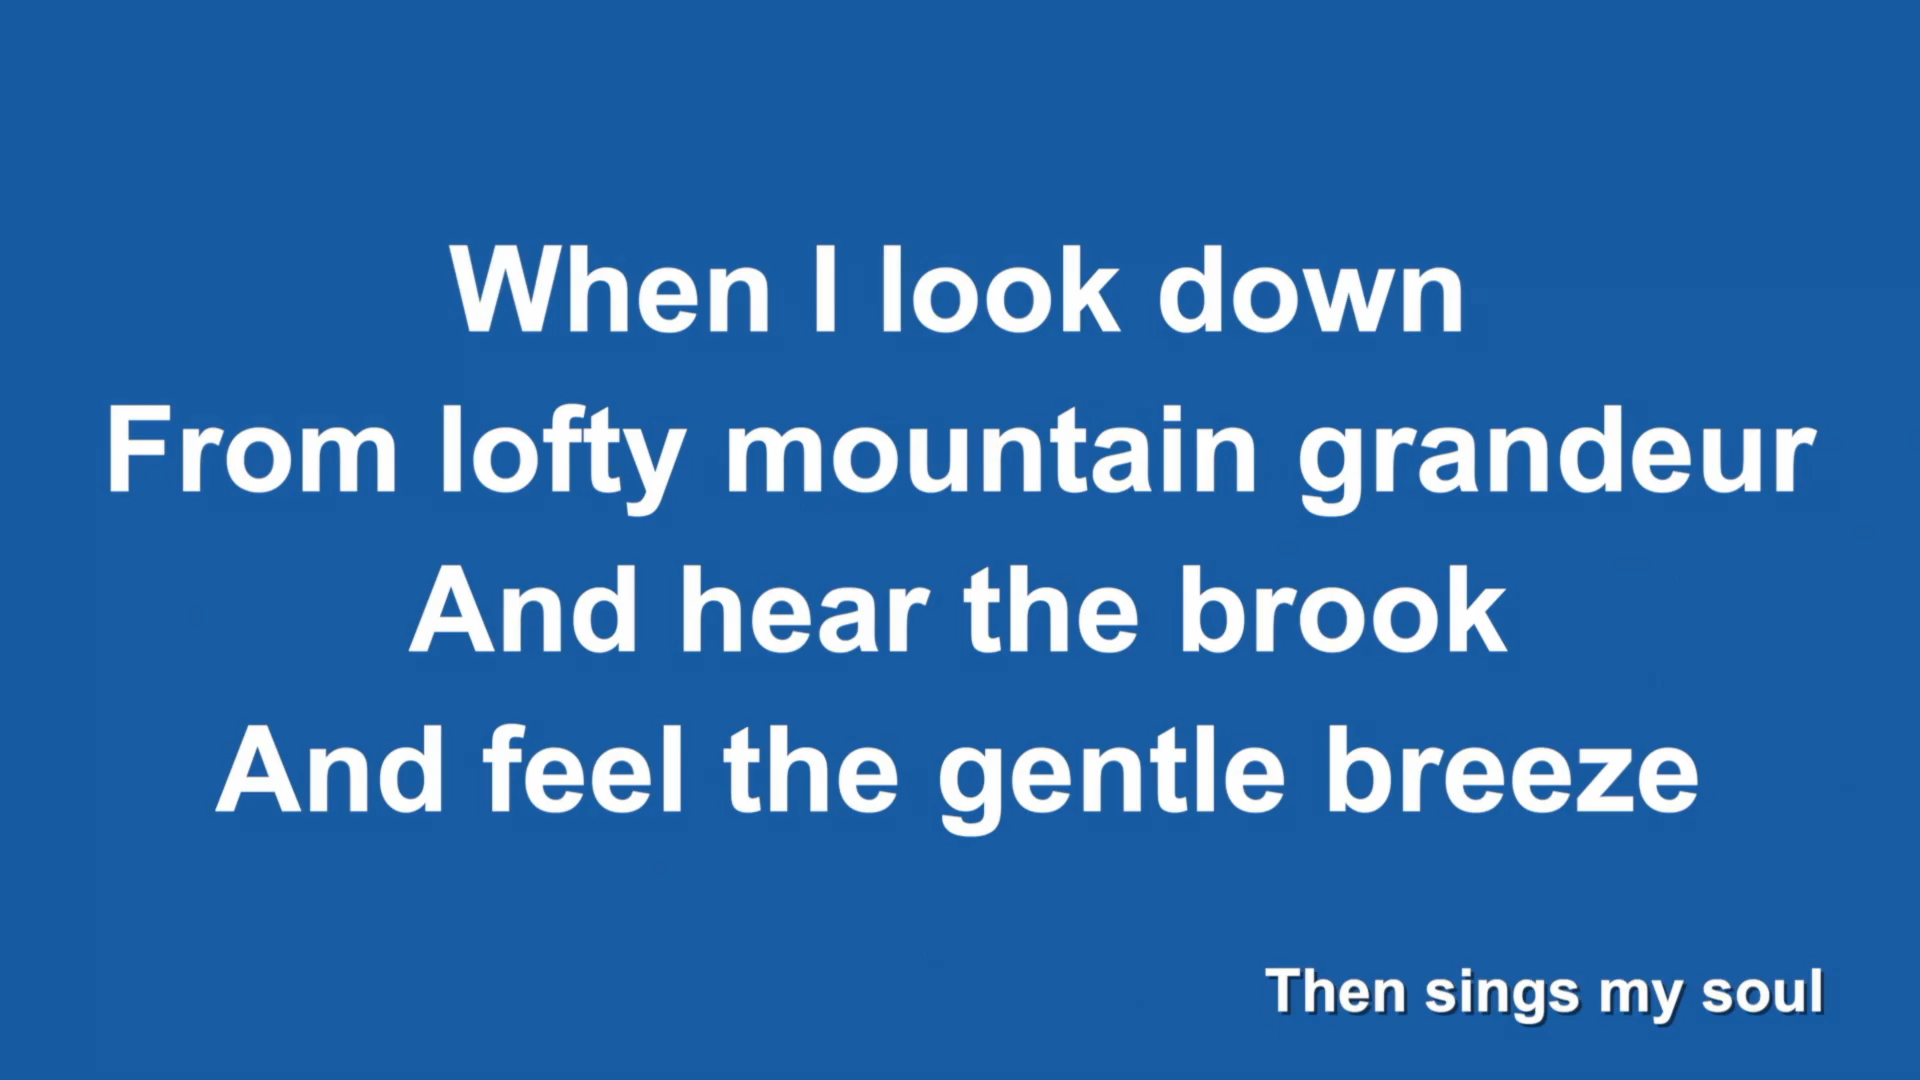 When I look down
From lofty mountain grandeur
And hear the brook
And feel the gentle breeze
Then sings my soul